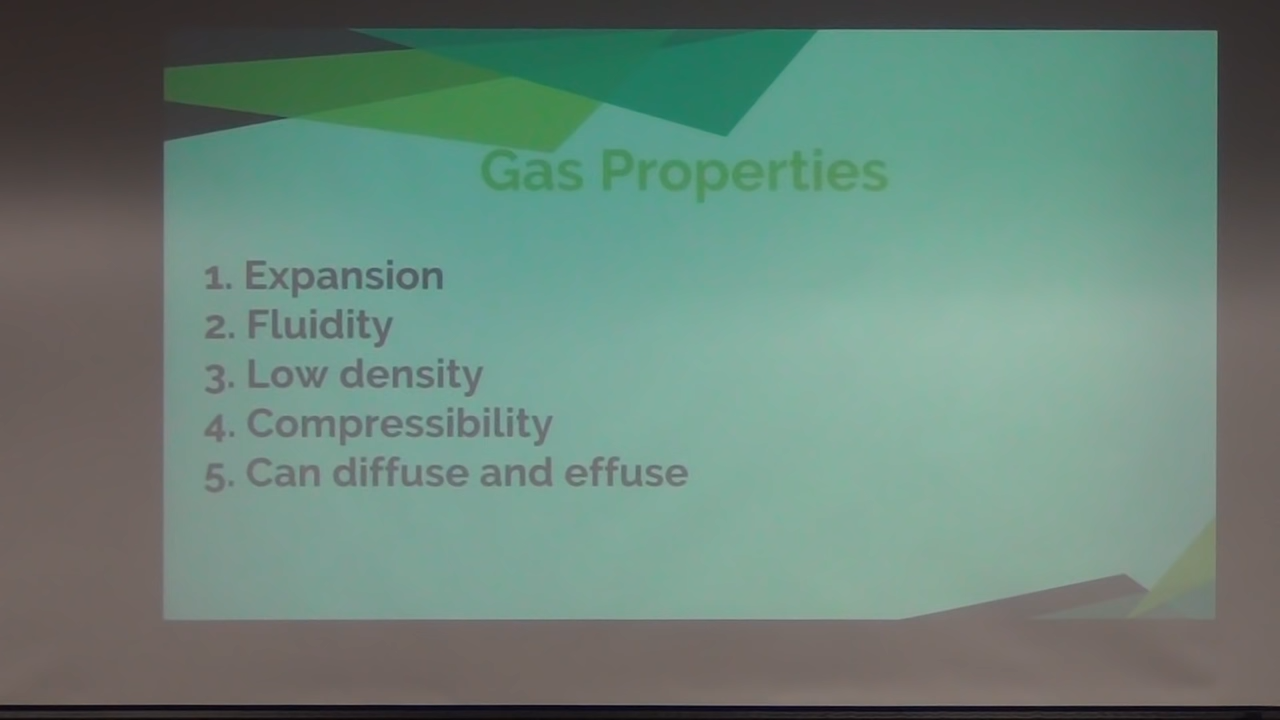 Gas Properties
1. Expansion
2. Fluidity
3. Low density
4. Compressibility
5. Can diffuse and effuse